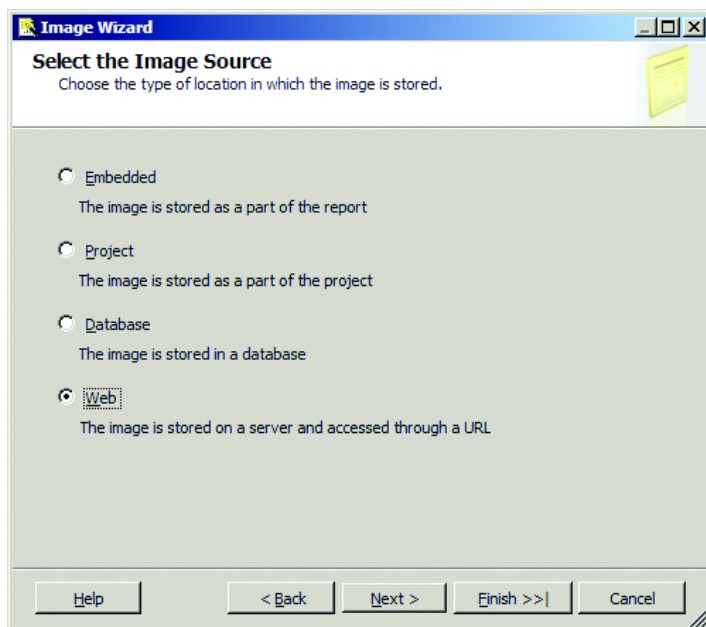 Image Wizard
Select the Image Source
Choose the type of location in which the image is stored.
Embedded
The image is stored as a part of the report
Project
The image is stored as a part of the project
Database
The image is stored in a database
Web
The image is stored on a server and accessed through a URL
Help
< Back
Next >
Finish >>|
Cancel